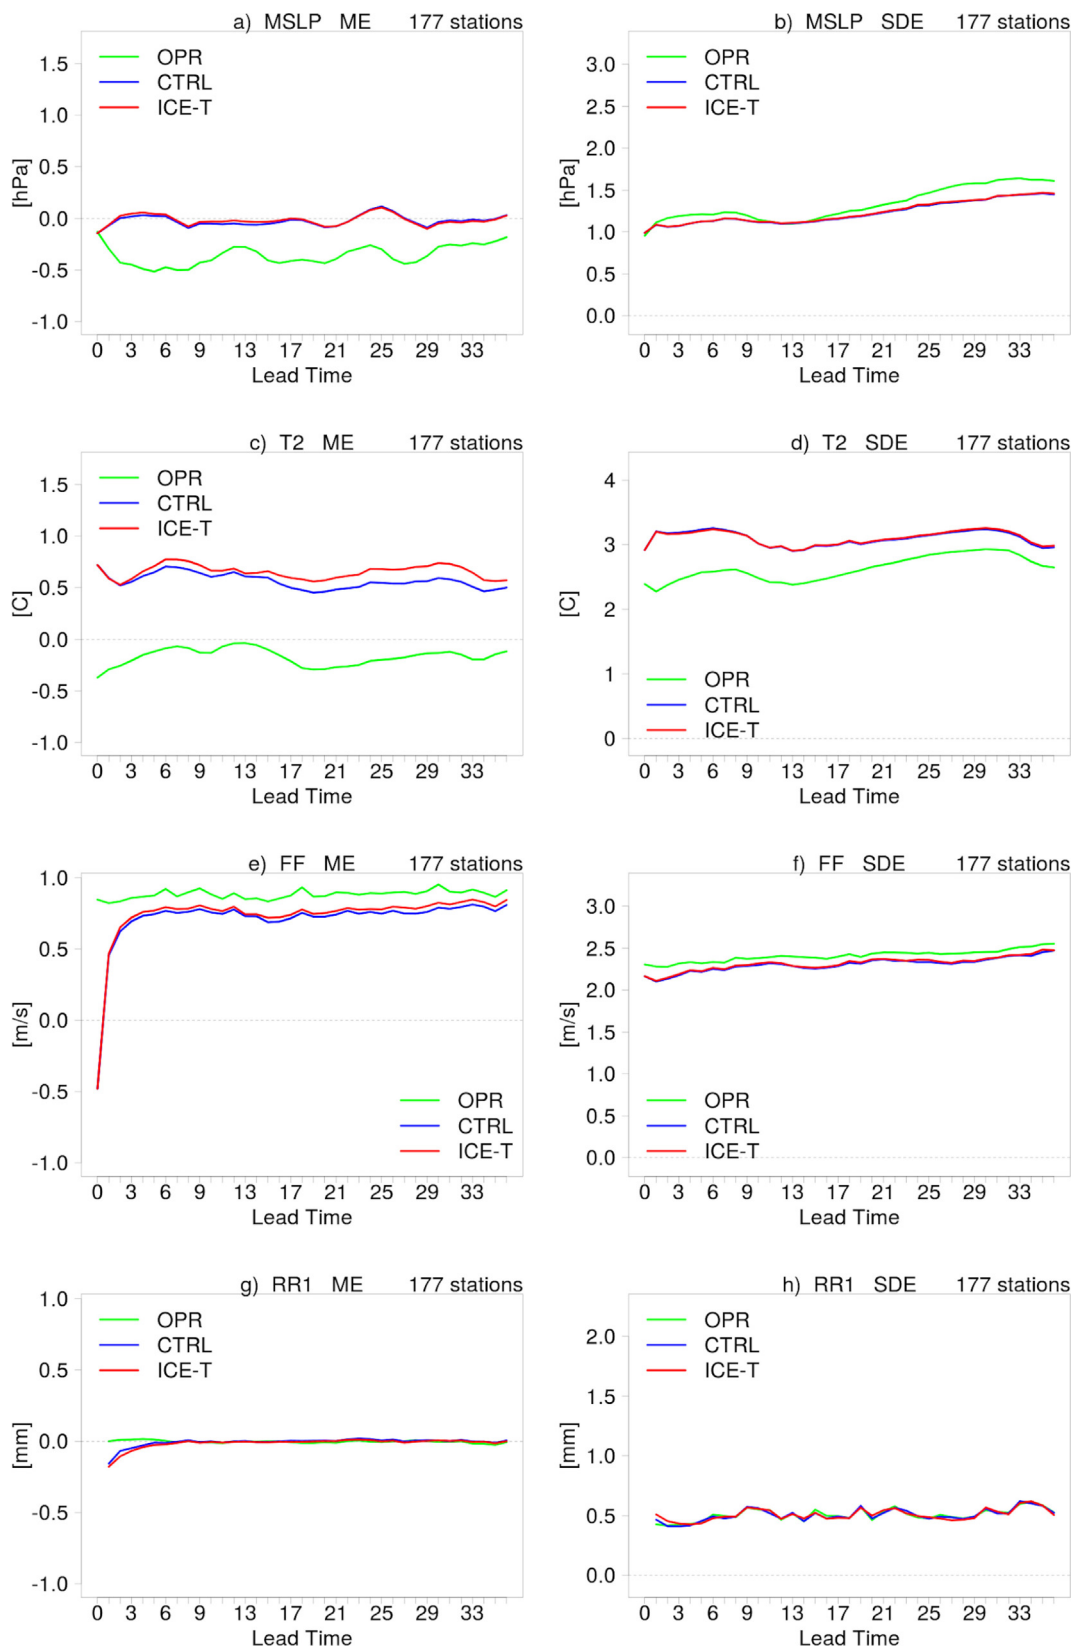 a) MSLP ME 177 stations
OPR
CTRL
ICE-T
[hPa]
1.5
1.0
0.5
0.0
-0.5
-1.0
0 3 6 9 13 17 21 25 29 33
Lead Time
b) MSLP SDE 177 stations
OPR
CTRL
ICE-T
[hPa]
3.0
2.5
2.0
1.5
1.0
0.5
0.0
0 3 6 9 13 17 21 25 29 33
Lead Time
c) T2 ME 177 stations
OPR
CTRL
ICE-T
[C]
1.5
1.0
0.5
0.0
-0.5
-1.0
0 3 6 9 13 17 21 25 29 33
Lead Time
d) T2 SDE 177 stations
[C]
4
3
2
1
0
OPR
CTRL
ICE-T
0 3 6 9 13 17 21 25 29 33
Lead Time
e) FF ME 177 stations
[m/s]
1.0
0.5
0.0
-0.5
-1.0
OPR
CTRL
ICE-T
0 3 6 9 13 17 21 25 29 33
Lead Time
f) FF SDE 177 stations
[m/s]
3.0
2.5
2.0
1.5
1.0
0.5
0.0
OPR
CTRL
ICE-T
0 3 6 9 13 17 21 25 29 33
Lead Time
g) RR1 ME 177 stations
OPR
CTRL
ICE-T
[mm]
1.0
0.5
0.0
-0.5
-1.0
0 3 6 9 13 17 21 25 29 33
Lead Time
h) RR1 SDE 177 stations
OPR
CTRL
ICE-T
[mm]
2.0
1.5
1.0
0.5
0.0
0 3 6 9 13 17 21 25 29 33
Lead Time